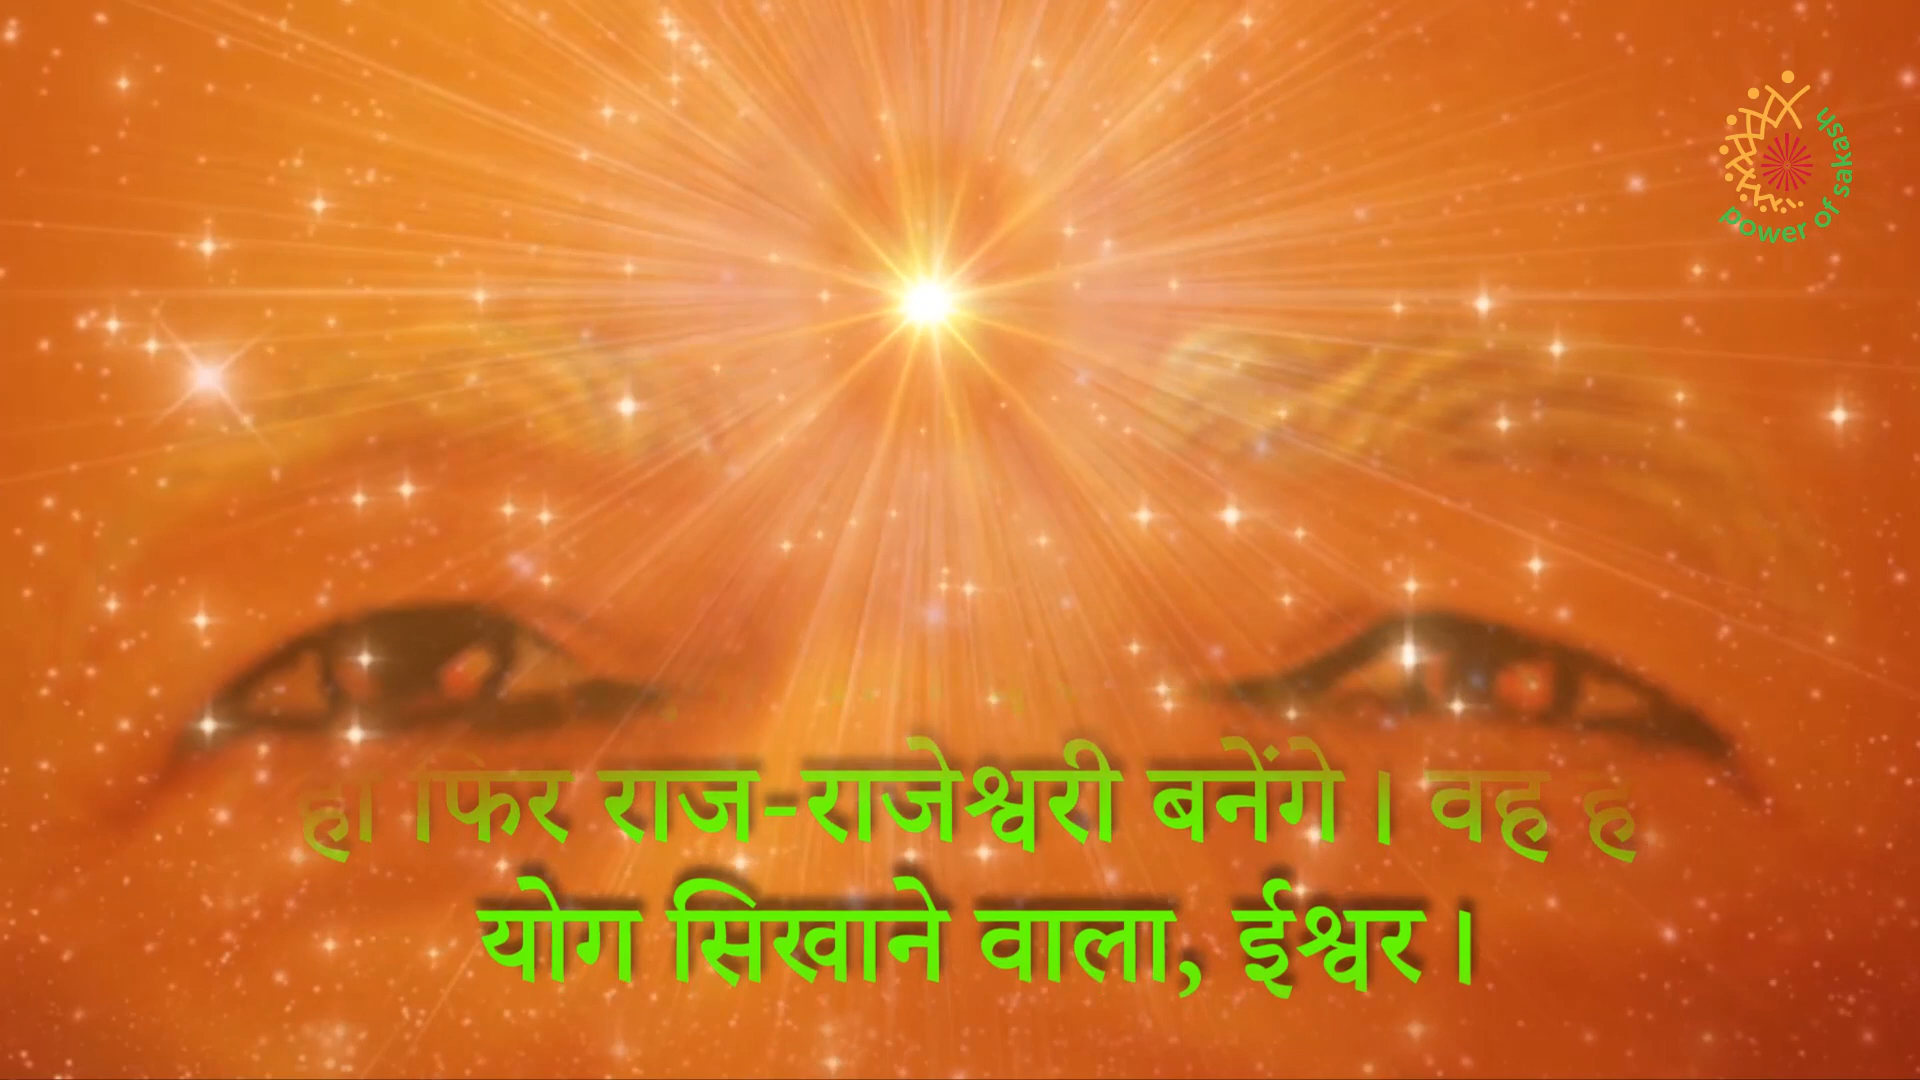 power of sakash
फिर राज-राजेश्वरी बनेंगे । वह
योग सिखाने वाला, ईश्वर ।